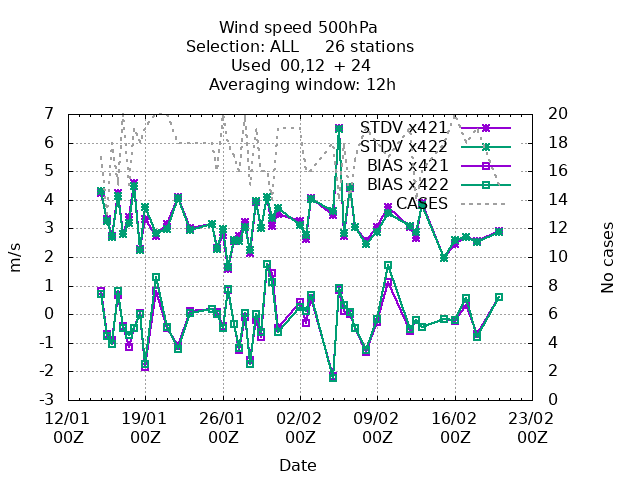 Wind speed 500hPa
Selection: ALL 26 stations
Used 00,12 + 24
Averaging window: 12h
7 20
6 18
5 16
4 14
3 12
2 10
1 8
0 6
-1 4
-2 2
-3 0
STDV x421
STDV x422
BIAS x421
BIAS x422
CASES
m/s
No cases
12/01 19/01 26/01 02/02 09/02 16/02 23/02
00Z 00Z 00Z 00Z 00Z 00Z 00Z
Date